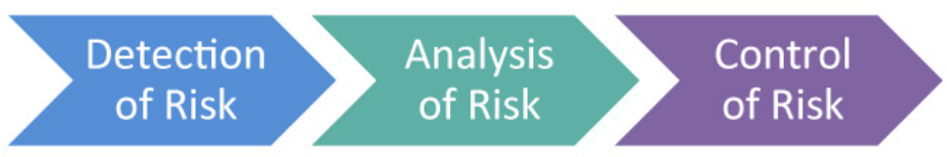 Detection
of Risk
Analysis
of Risk
Control
of Risk